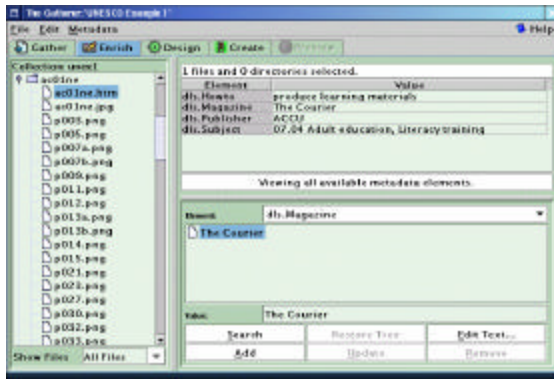 The Gatherer: "UNESCO Example 1"
File Edit Metadata Help
Gather Enrich Design Create Preview
Collection: unect
ac01ne
ac01ne.htm
ac01ne.jpg
p003.png
p005.png
p007a.png
p007b.png
p009.png
p011.png
p012.png
p013a.png
p013b.png
p014.png
p015.png
p021.png
p023.png
p027.png
p030.png
p032.png
p033.png
Show Files All Files
1 files and 0 directories selected.
Element Value
dls.Howto produce learning materials
dls.Magazine The Courier
dls.Publisher ACCU
dls.Subject 07.04 Adult education, Literacy training
Viewing all available metadata elements.
Element: dls.Magazine
The Courier
Value: The Courier
Search Restore Tree Edit Text...
Add Update Remove